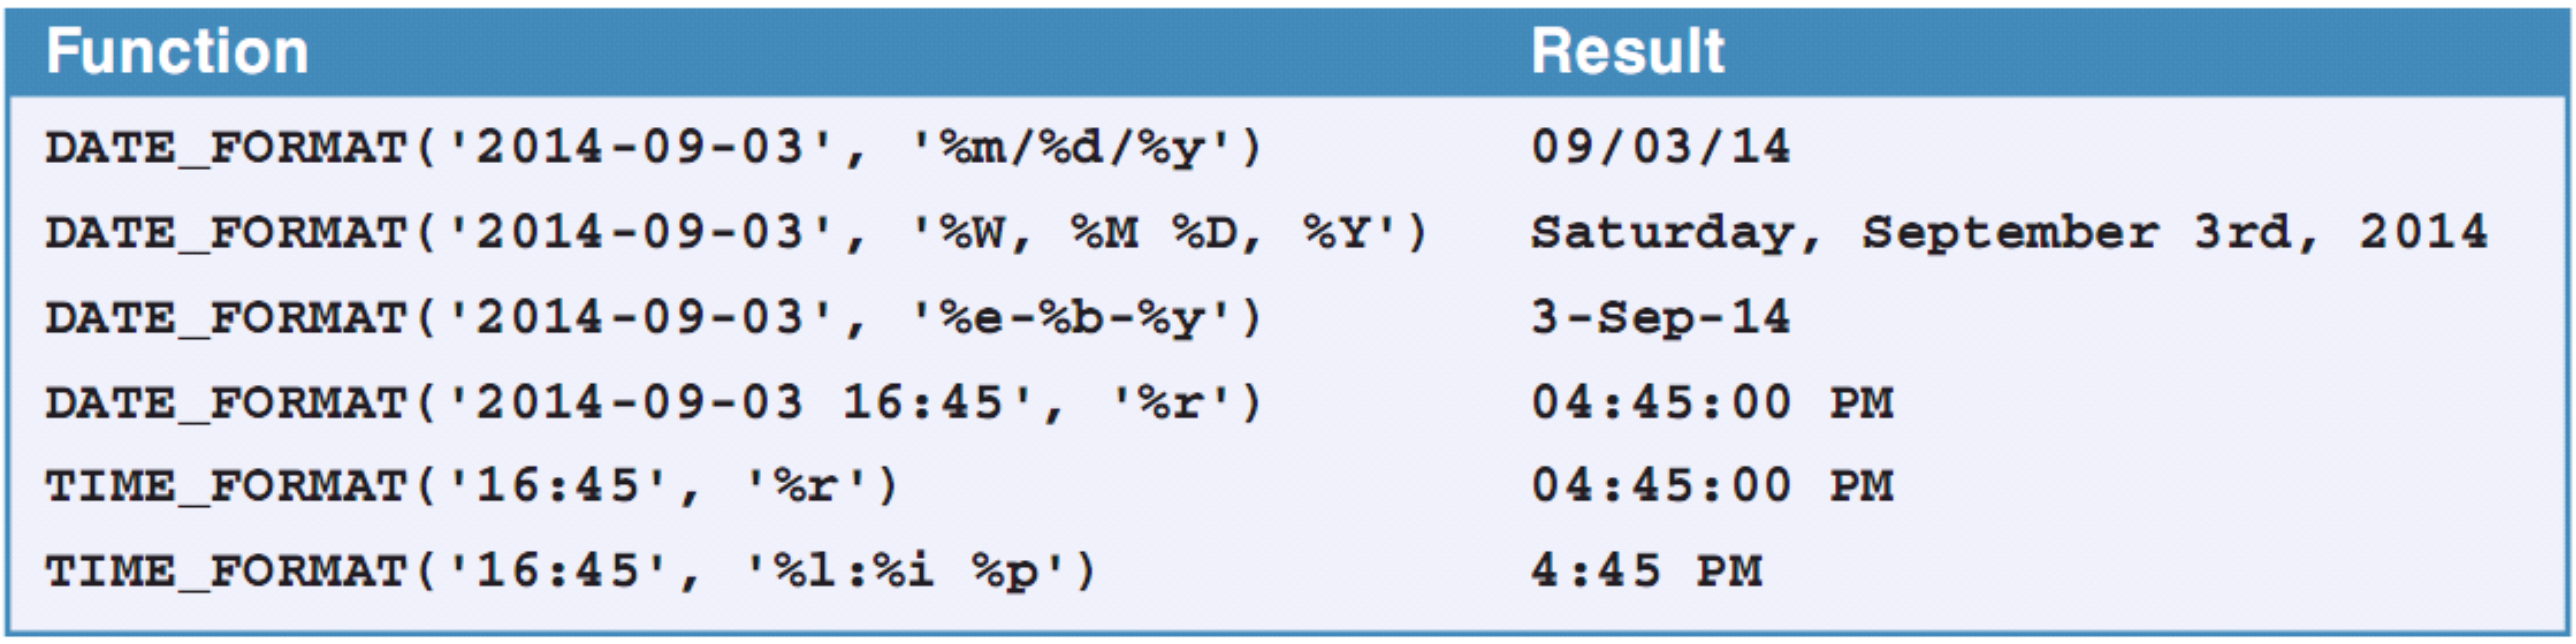 Function Result
DATE_FORMAT('2014-09-03', '%m/%d/%y') 09/03/14
DATE_FORMAT('2014-09-03', '%W, %M %D, %Y') Saturday, September 3rd, 2014
DATE_FORMAT('2014-09-03', '%e-%b-%y') 3-Sep-14
DATE_FORMAT('2014-09-03 16:45', '%r') 04:45:00 PM
TIME_FORMAT('16:45', '%r') 04:45:00 PM
TIME_FORMAT('16:45', '%l:%i %p') 4:45 PM